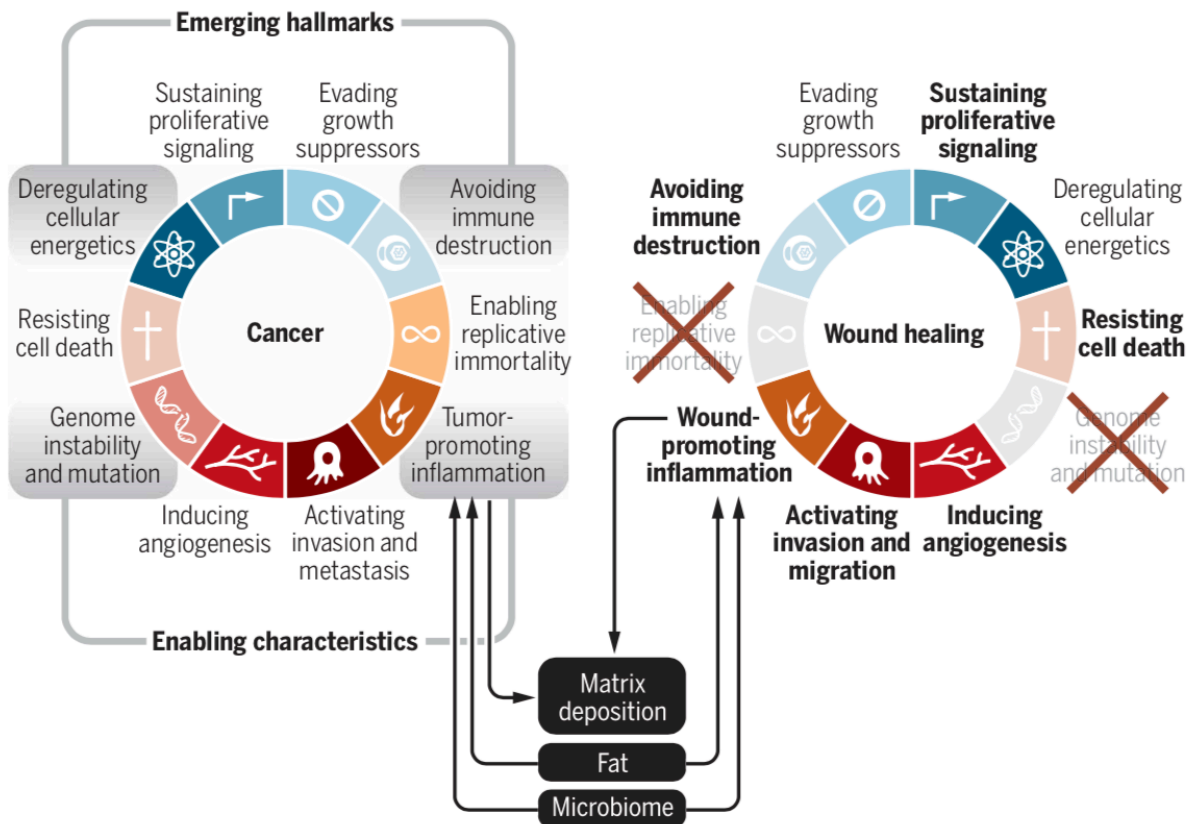 Emerging hallmarks
Sustaining
proliferative
signaling
Evading
growth
suppressors
Deregulating
cellular
energetics
Avoiding
immune
destruction
Resisting
cell death
Cancer
Enabling
replicative
immortality
Genome
instability
and mutation
Tumor-
promoting
inflammation
Inducing
angiogenesis
Activating
invasion and
metastasis
Enabling characteristics
Evading
growth
suppressors
Sustaining
proliferative
signaling
Avoiding
immune
destruction
Deregulating
cellular
energetics
Enabling
replicative
immortality
Wound healing
Resisting
cell death
Wound-
promoting
inflammation
Genome
instability
and mutation
Activating
invasion and
migration
Inducing
angiogenesis
Matrix
deposition
Fat
Microbiome